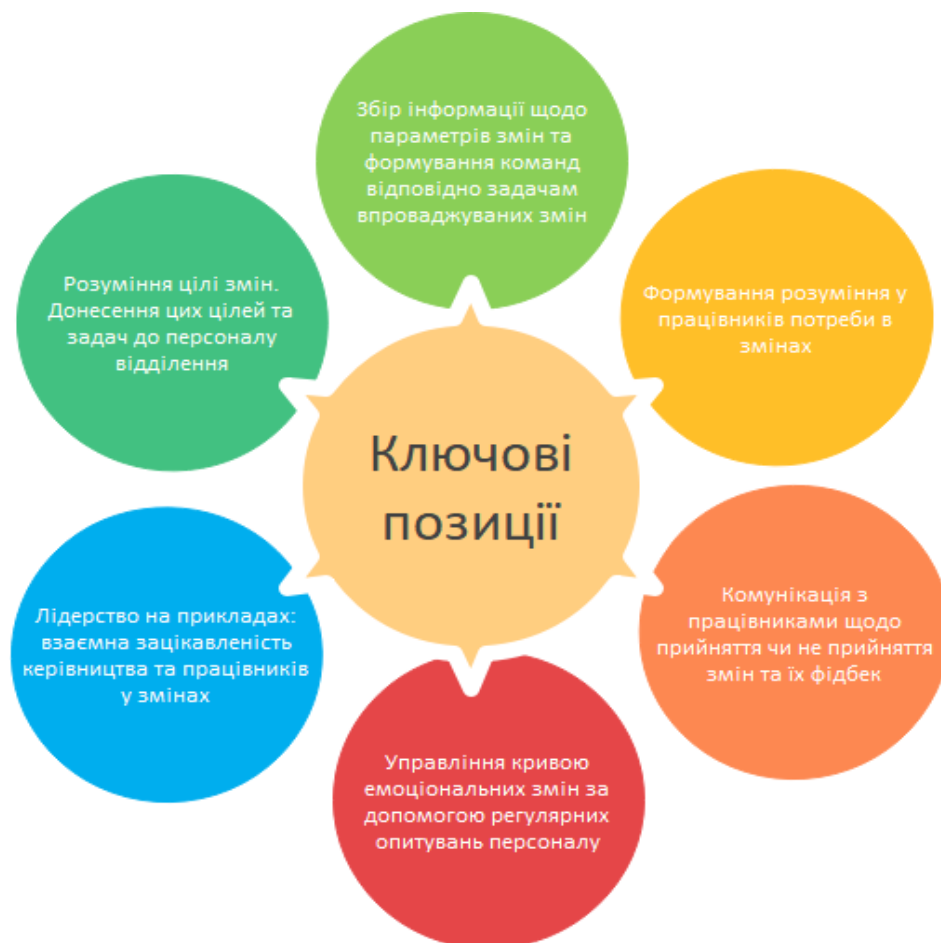 Збір інформації щодо
параметрів змін та
формування команд
відповідно задачам
впроваджуваних змін
Розуміння цілі змін.
Донесення цих цілей та
задач до персоналу
відділення
Формування розуміння у
працівників потреби в
змінах
Ключові
позиції
Лідерство на прикладах:
взаємна зацікавленість
керівництва та працівників
у змінах
Комунікація з
працівниками щодо
прийняття чи не прийняття
змін та їх фідбек
Управління кривою
емоціональних змін за
допомогою регулярних
опитувань персоналу